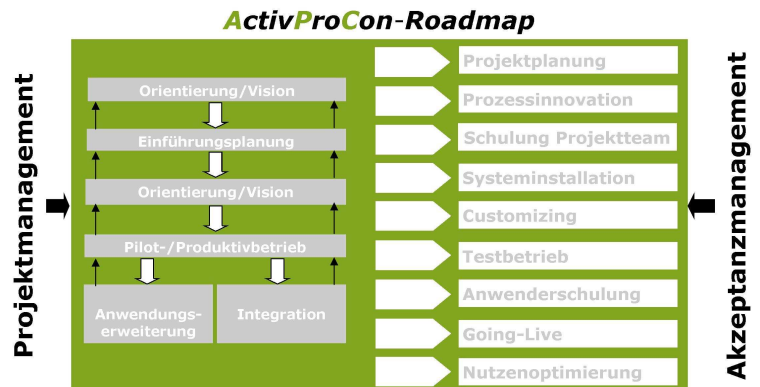 ActivProCon-Roadmap
Projektmanagement
Orientierung/Vision
Einführungsplanung
Orientierung/Vision
Pilot-/Produktivbetrieb
Anwendungs-
erweiterung
Integration
Projektplanung
Prozessinnovation
Schulung Projektteam
Systeminstallation
Customizing
Testbetrieb
Anwenderschulung
Going-Live
Nutzenoptimierung
Akzeptanzmanagement